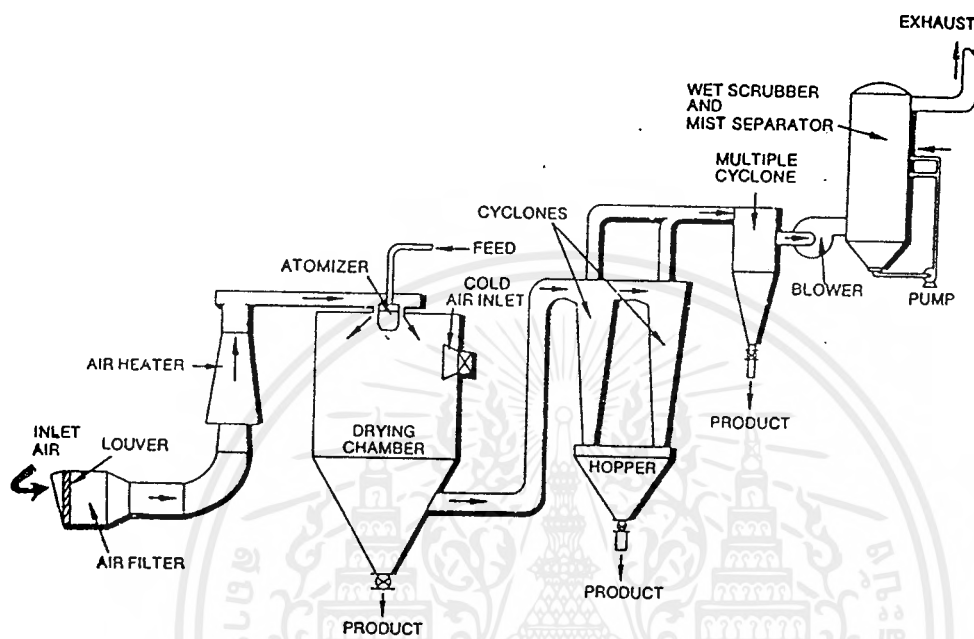 EXHAUST
WET SCRUBBER
AND
MIST SEPARATOR
MULTIPLE
CYCLONE
CYCLONES
FEED
ATOMIZER
COLD
AIR INLET
BLOWER
PUMP
AIR HEATER
INLET
AIR
LOUVER
DRYING
CHAMBER
HOPPER
PRODUCT
AIR FILTER
PRODUCT
PRODUCT